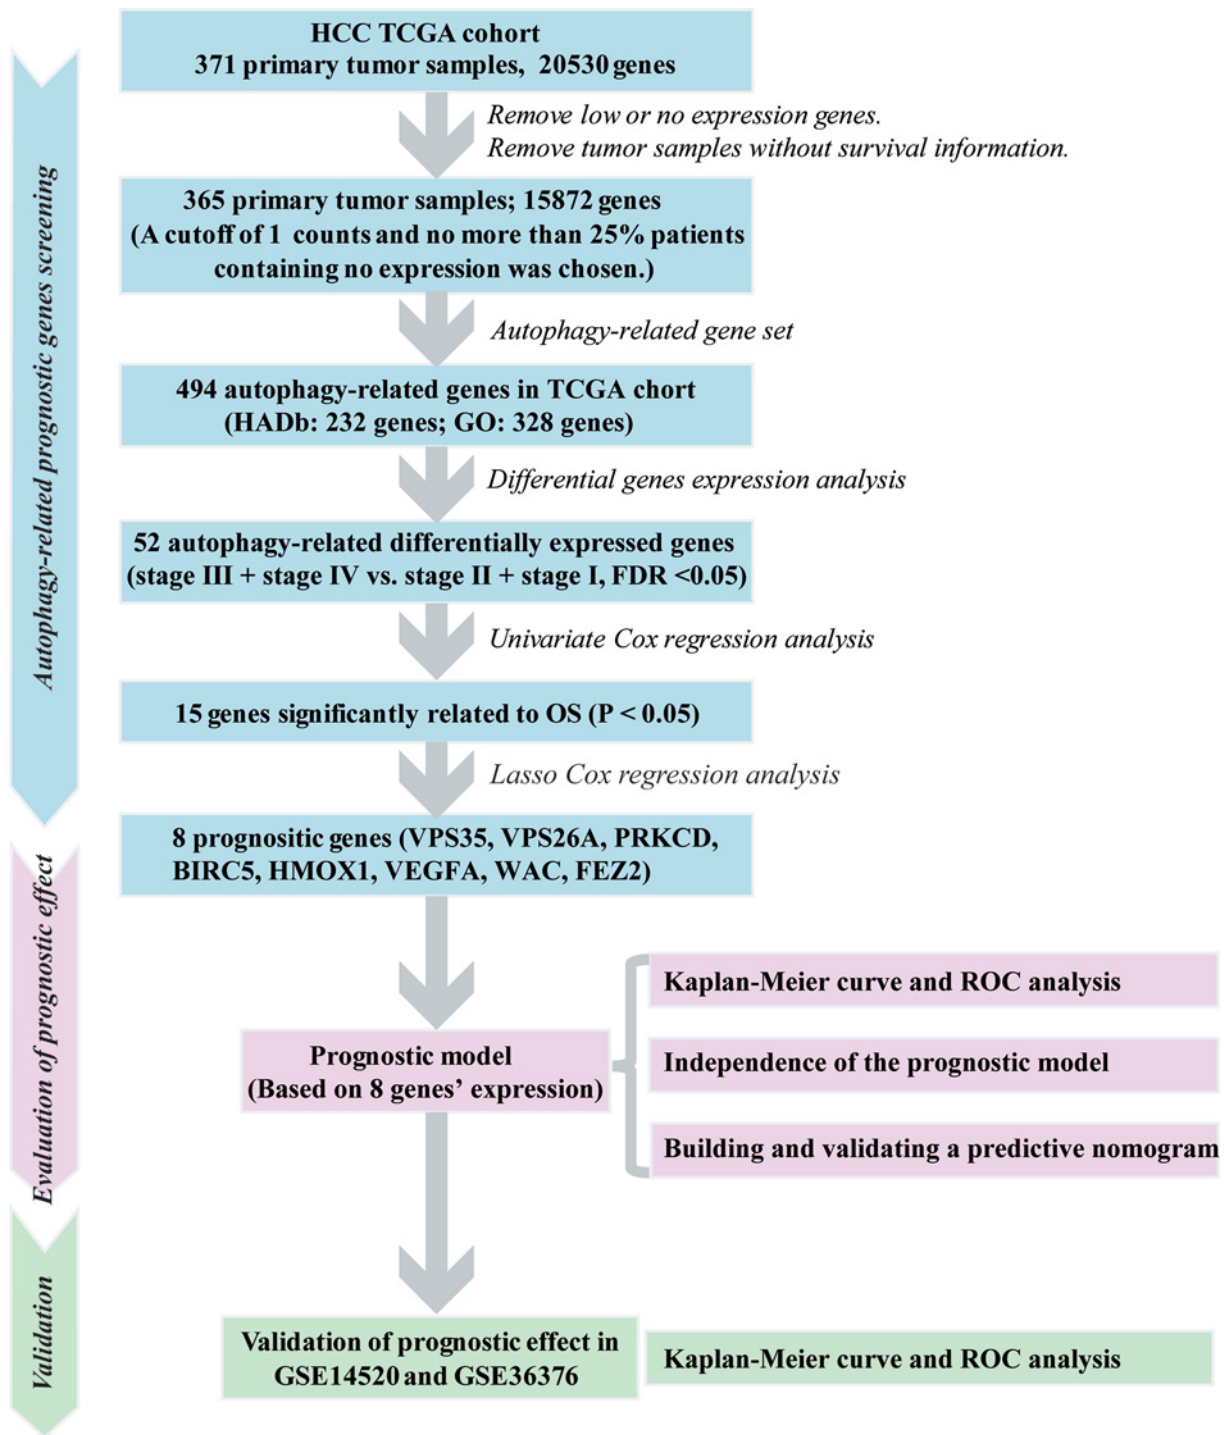 HCC TCGA cohort
371 primary tumor samples, 20530 genes
Remove low or no expression genes.
Remove tumor samples without survival information.
365 primary tumor samples; 15872 genes
(A cutoff of 1 counts and no more than 25% patients
containing no expression was chosen.)
Autophagy-related gene set
494 autophagy-related genes in TCGA chort
(HADb: 232 genes; GO: 328 genes)
Differential genes expression analysis
52 autophagy-related differentially expressed genes
(stage III + stage IV vs. stage II + stage I, FDR <0.05)
Univariate Cox regression analysis
15 genes significantly related to OS (P < 0.05)
Lasso Cox regression analysis
8 prognositic genes (VPS35, VPS26A, PRKCD,
BIRC5, HMOX1, VEGFA, WAC, FEZ2)
Autophagy-related prognostic genes screening
Kaplan-Meier curve and ROC analysis
Prognostic model
(Based on 8 genes’ expression)
Independence of the prognostic model
Building and validating a predictive nomogram
Evaluation of prognostic effect
Validation of prognostic effect in
GSE14520 and GSE36376
Kaplan-Meier curve and ROC analysis
Validation